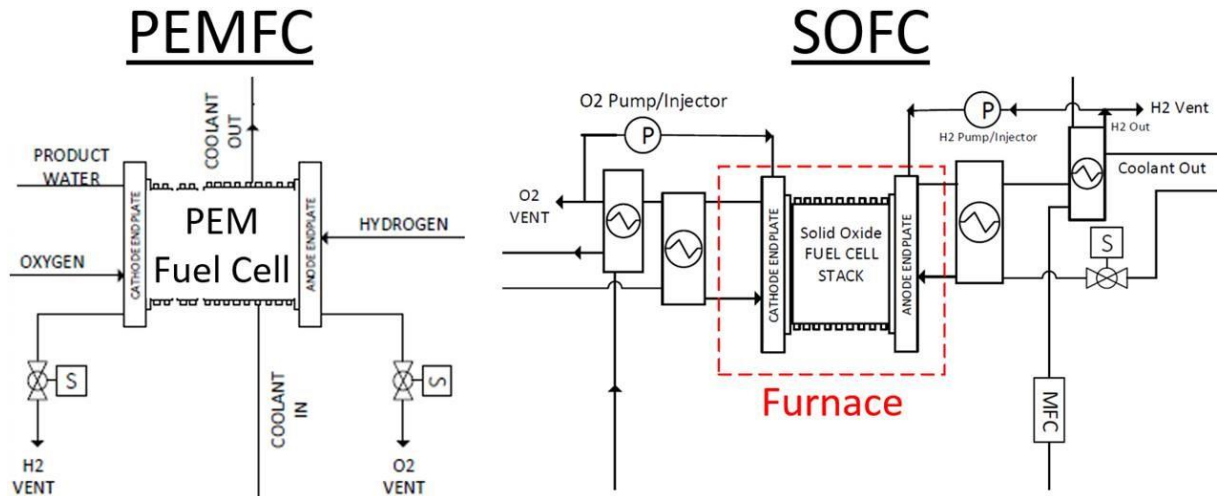 PEMFC
COOLANT
OUT
PRODUCT
WATER
CATHODE ENDPLATE
PEM
Fuel Cell
ANODE ENDPLATE
HYDROGEN
OXYGEN
S
S
COOLANT
IN
H2
VENT
O2
VENT
SOFC
O2 Pump/Injector
P
P
H2 Pump/Injector
H2 Vent
H2 Out
Coolant Out
O2
VENT
CATHODE ENDPLATE
Solid Oxide
FUEL CELL
STACK
ANODE ENDPLATE
S
Furnace
MFC